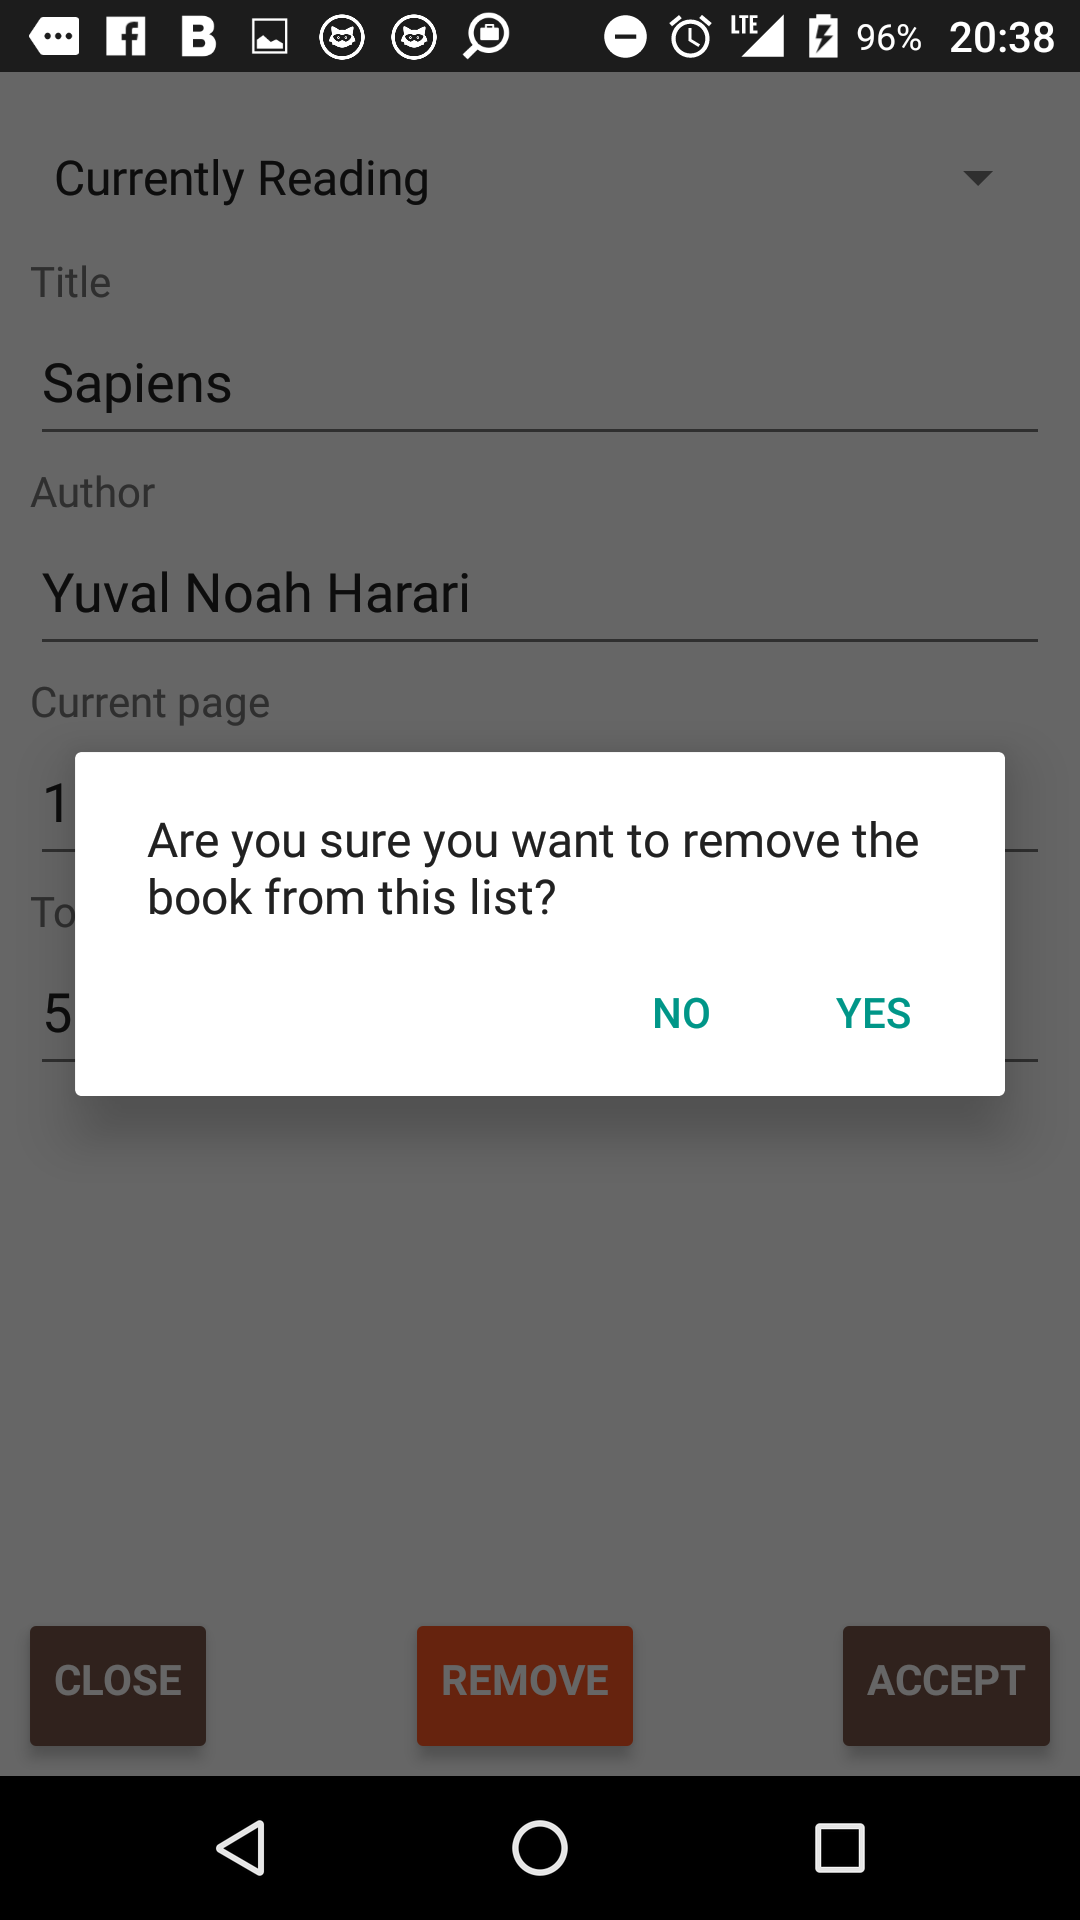 LTE 96% 20:38
Currently Reading
Title
Sapiens
Author
Yuval Noah Harari
Current page
1
To
5
Are you sure you want to remove the
book from this list?
NO YES
CLOSE REMOVE ACCEPT